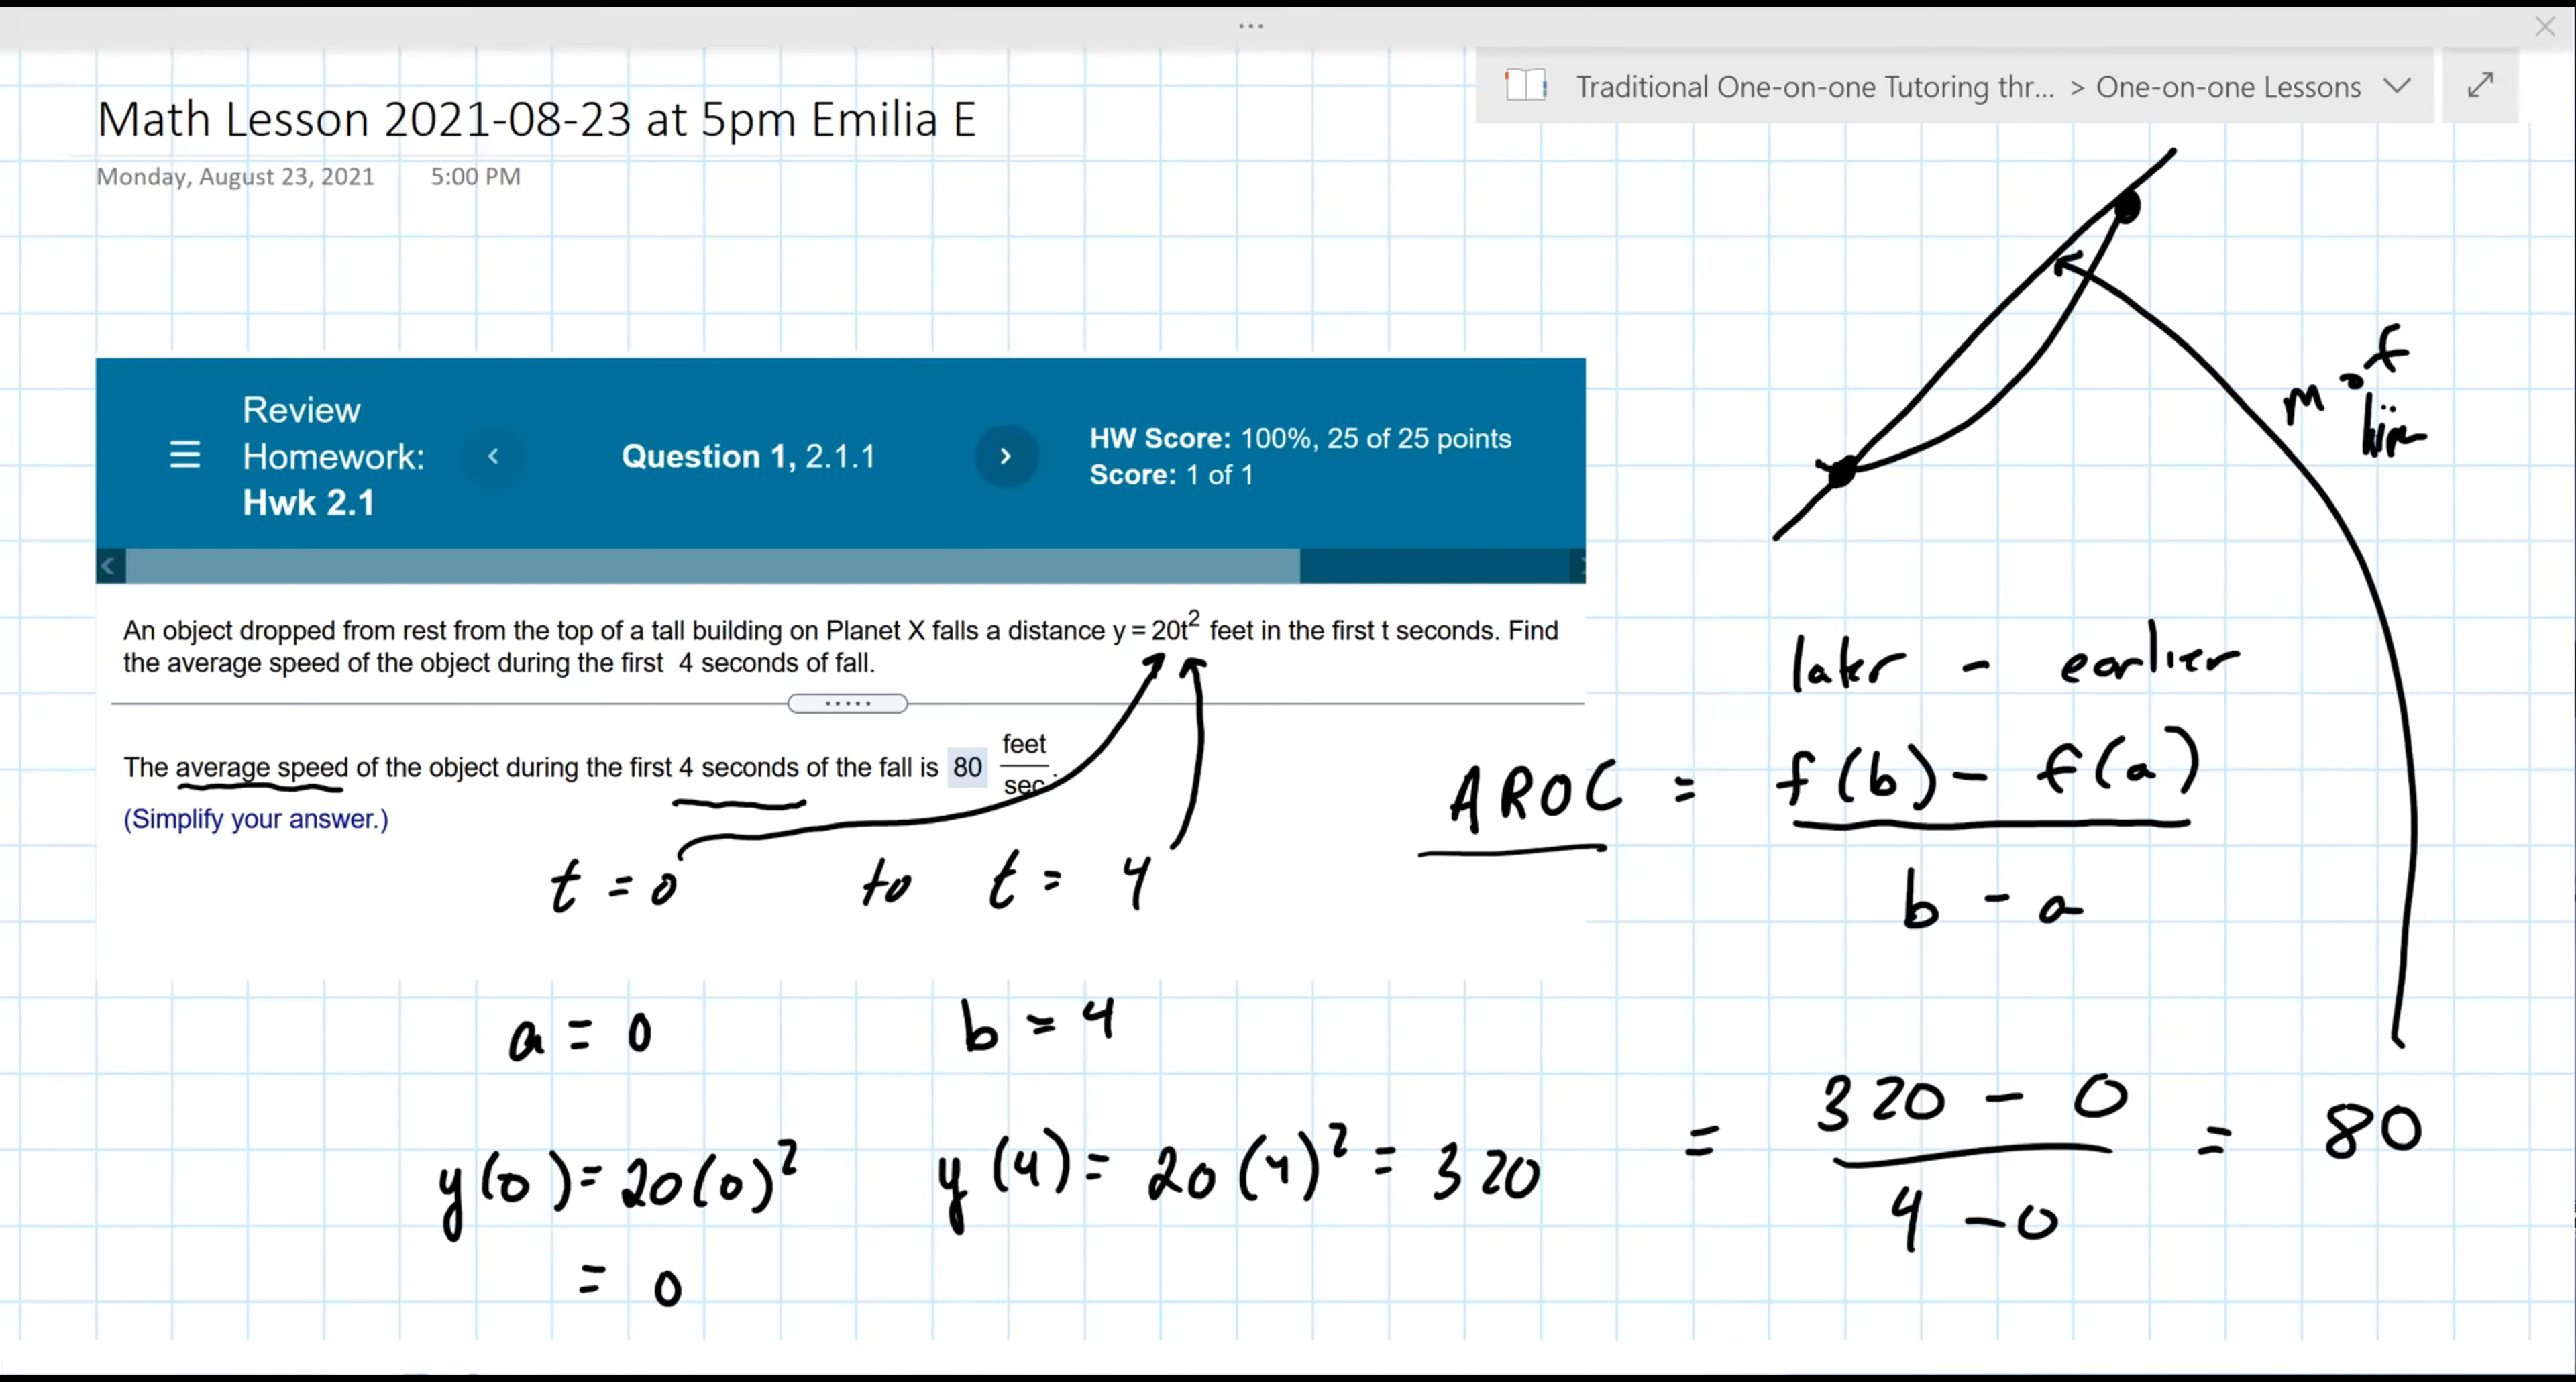 Traditional One-on-one Tutoring thr... > One-on-one Lessons
Math Lesson 2021-08-23 at 5pm Emilia E
Monday, August 23, 2021 5:00 PM
Review
Homework:
Hwk 2.1
Question 1, 2.1.1
HW Score: 100%, 25 of 25 points
Score: 1 of 1
An object dropped from rest from the top of a tall building on Planet X falls a distance y = 20t² feet in the first t seconds. Find
the average speed of the object during the first 4 seconds of fall.
The average speed of the object during the first 4 seconds of the fall is 80 feet/sec.
(Simplify your answer.)
t = 0 to t = 4
later - earlier
AROC = f(b) - f(a)
b - a
a = 0 b = 4
y(0) = 20(0)²
= 0
y(4) = 20(4)² = 320
= 320 - 0 = 80
4 - 0
m
f